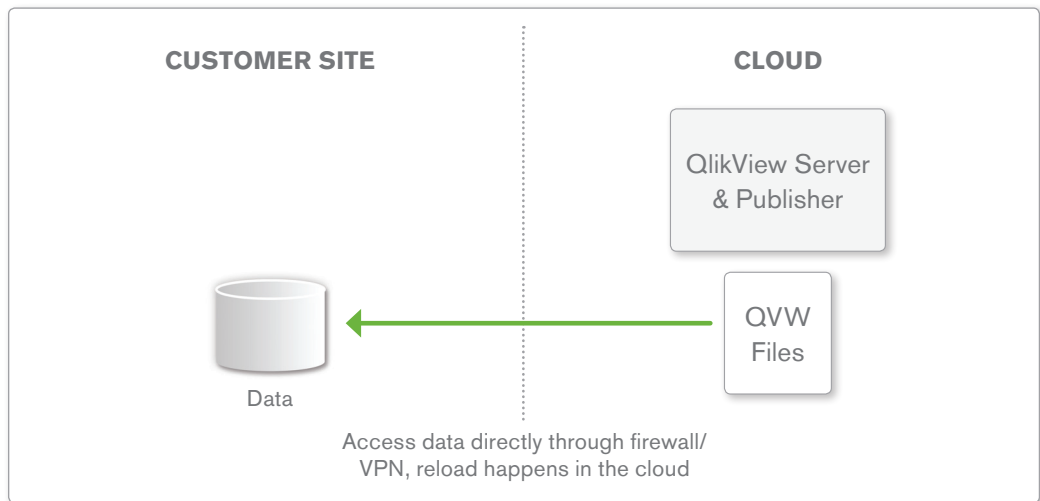 CUSTOMER SITE
CLOUD
QlikView Server
& Publisher
QVW
Files
Data
Access data directly through firewall/
VPN, reload happens in the cloud